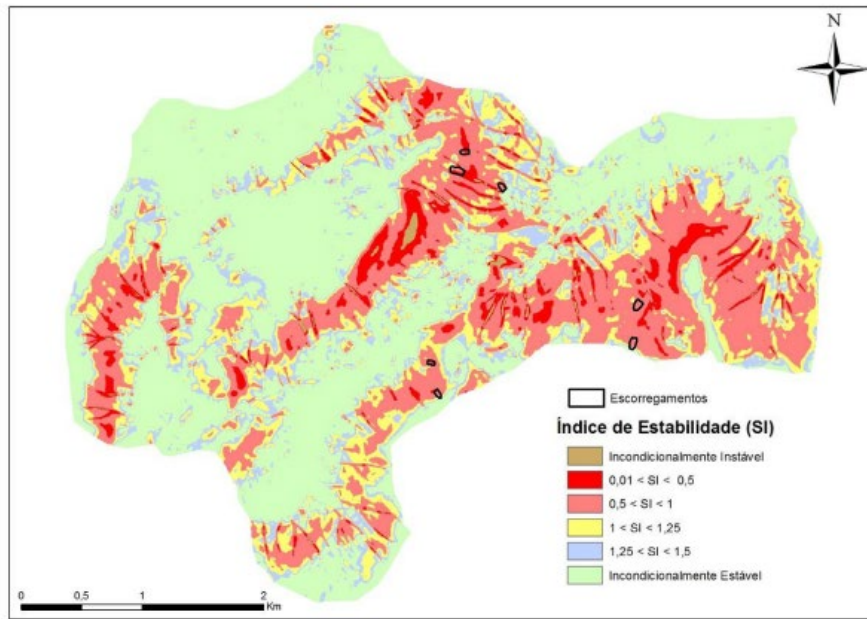 N
Escorregamentos
Índice de Estabilidade (SI)
Incondicionalmente Instável
0,01 < SI < 0,5
0,5 < SI < 1
1 < SI < 1,25
1,25 < SI < 1,5
Incondicionalmente Estável
0 0,5 1 2
Km